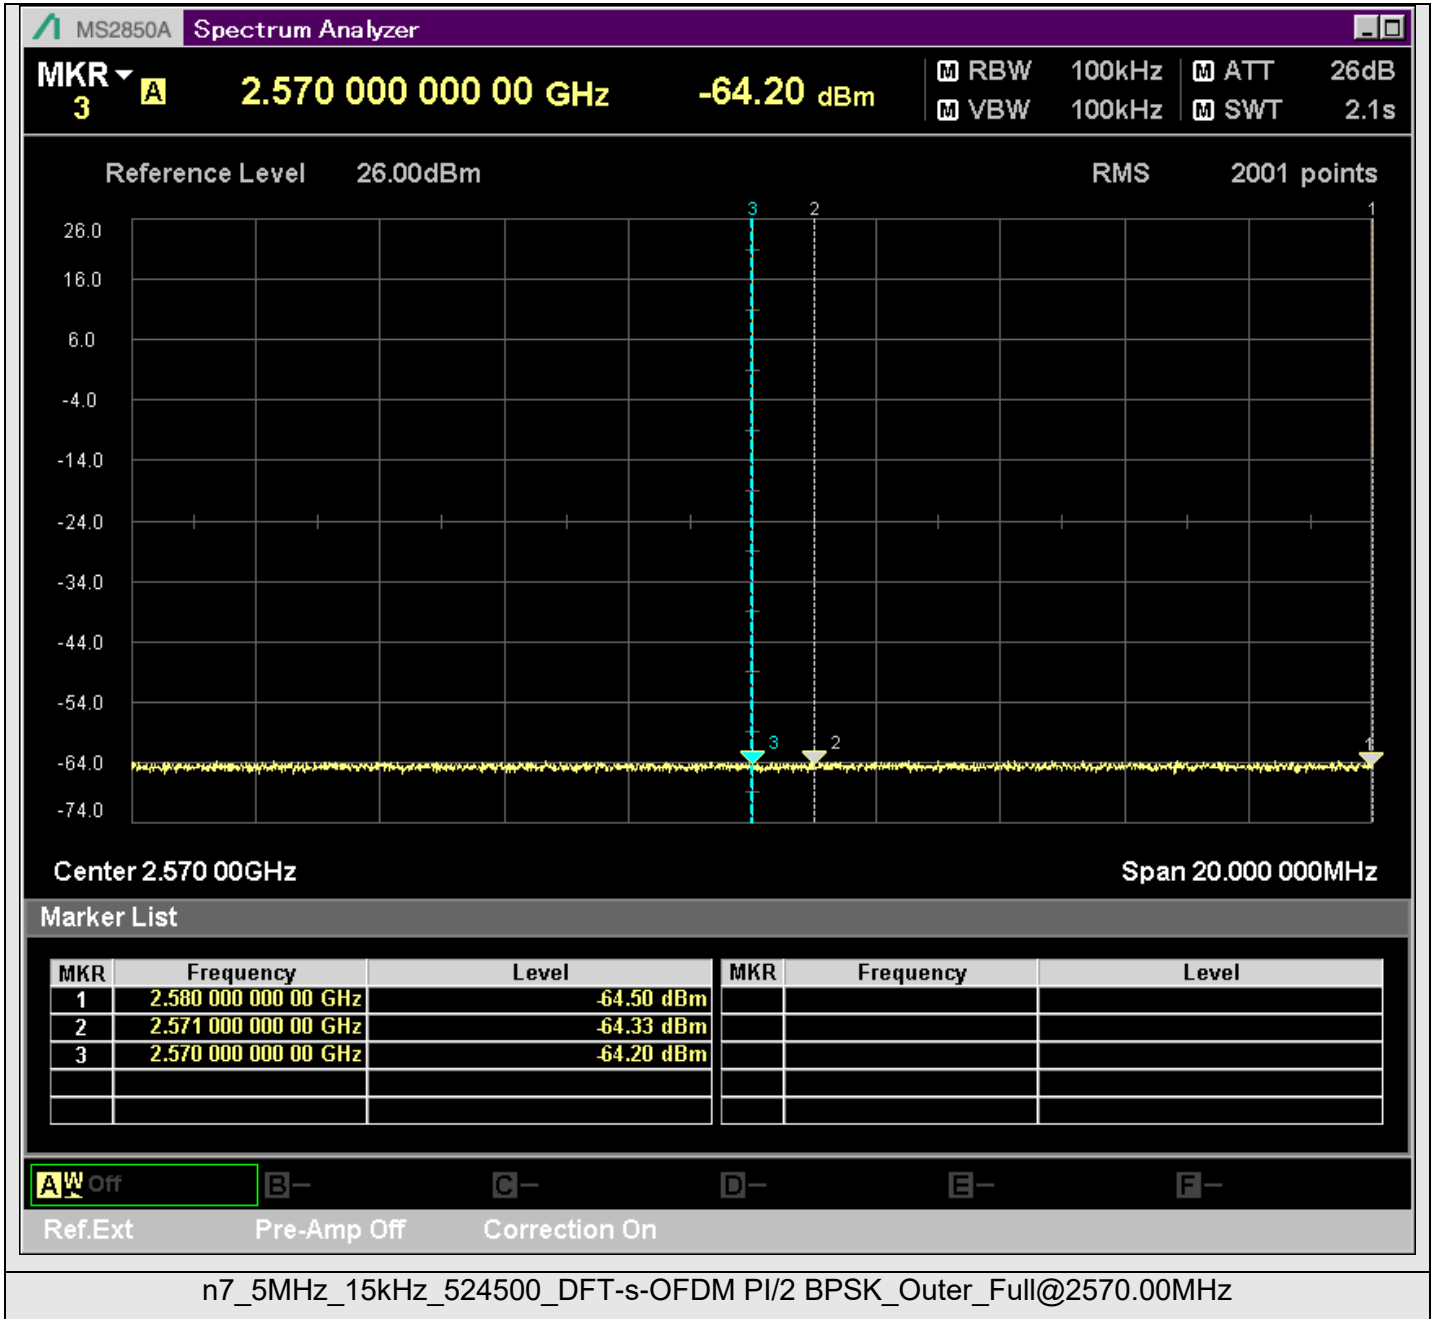 MS2850A Spectrum Analyzer
MKR A 2.570 000 000 00 GHz -64.20 dBm M RBW 100kHz M ATT 26dB
3 M VBW 100kHz M SWT 2.1s
Reference Level 26.00dBm RMS 2001 points
3 2 1
26.0
16.0
6.0
-4.0
-14.0
-24.0
-34.0
-44.0
-54.0
3 2 1
-64.0
-74.0
Center 2.570 00GHz Span 20.000 000MHz
Marker List
MKR Frequency Level MKR Frequency Level
1 2.580 000 000 00 GHz -64.50 dBm
2 2.571 000 000 00 GHz -64.33 dBm
3 2.570 000 000 00 GHz -64.20 dBm
A W Off B - C - D - E - F -
Ref.Ext Pre-Amp Off Correction On
n7_5MHz_15kHz_524500_DFT-s-OFDM PI/2 BPSK_Outer_Full@2570.00MHz